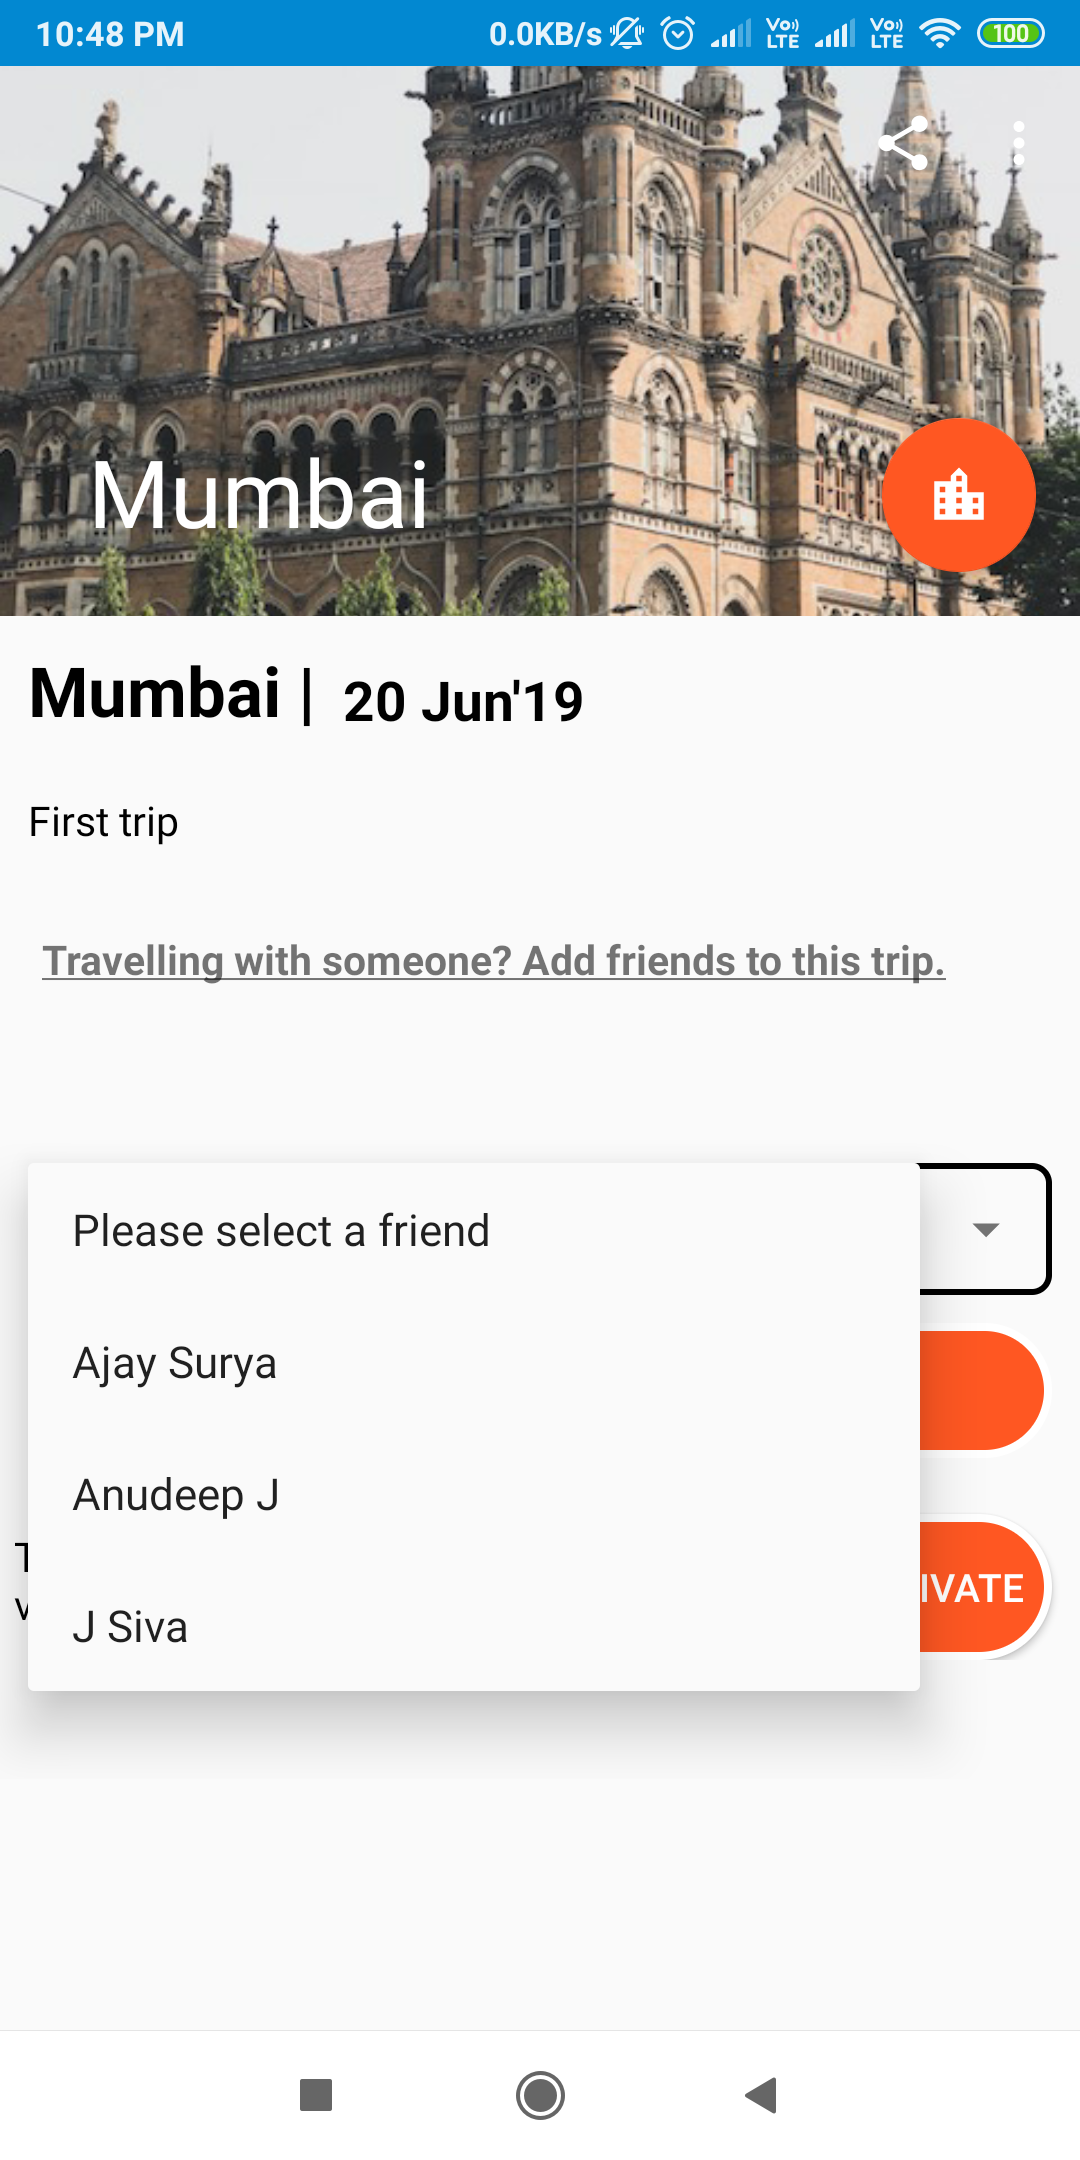 10:48 PM 0.0KB/s Vo)) LTE Vo)) LTE 100
Mumbai
Mumbai | 20 Jun'19
First trip
Travelling with someone? Add friends to this trip.
Please select a friend
Ajay Surya
Anudeep J
J Siva